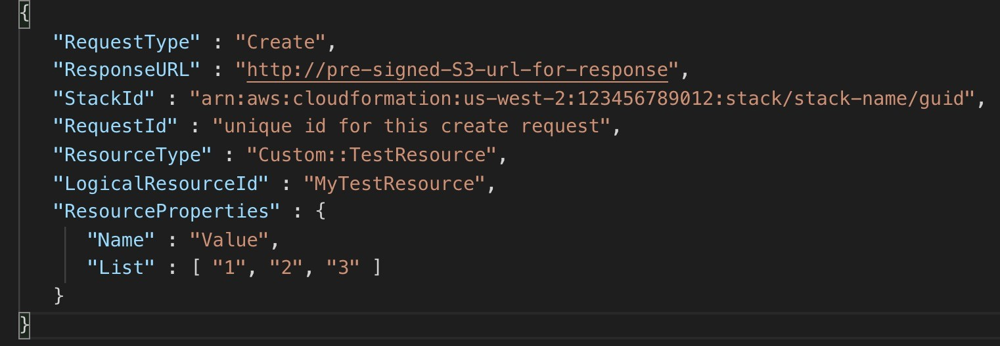 {
"RequestType" : "Create",
"ResponseURL" : "http://pre-signed-S3-url-for-response",
"StackId" : "arn:aws:cloudformation:us-west-2:123456789012:stack/stack-name/guid",
"RequestId" : "unique id for this create request",
"ResourceType" : "Custom::TestResource",
"LogicalResourceId" : "MyTestResource",
"ResourceProperties" : {
"Name" : "Value",
"List" : [ "1", "2", "3" ]
}
}